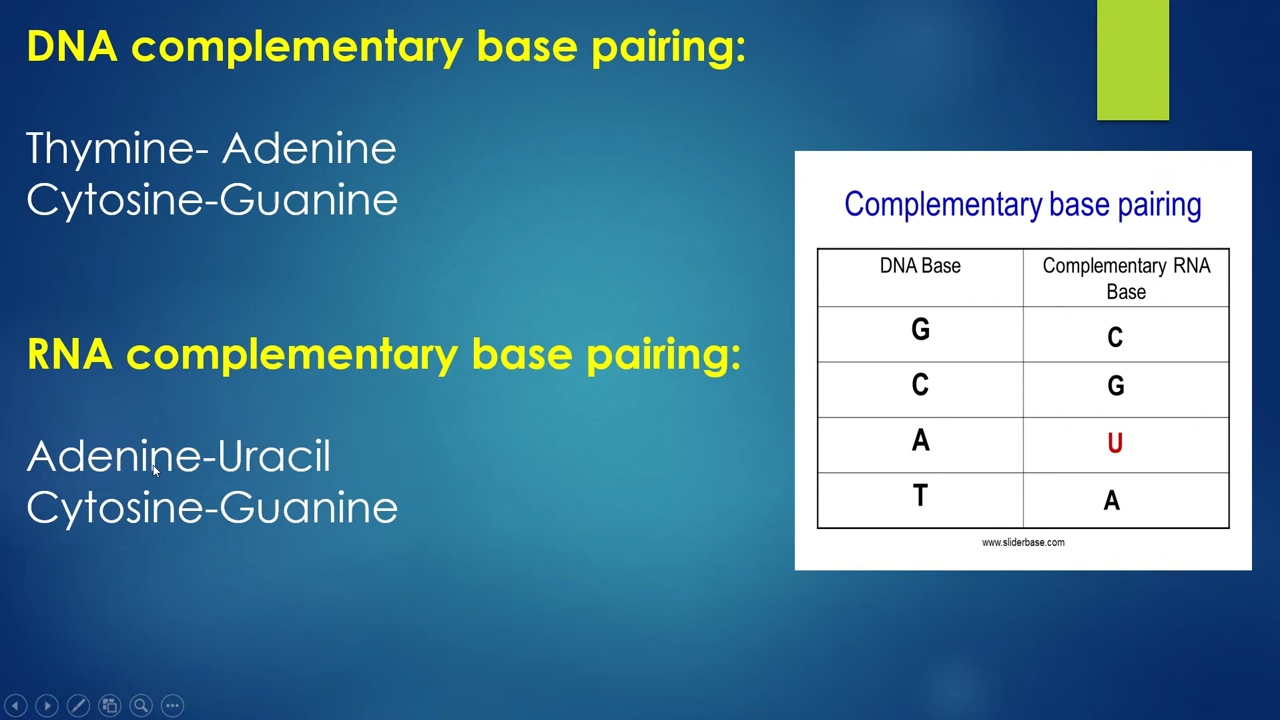 DNA complementary base pairing:
Thymine- Adenine
Cytosine-Guanine
RNA complementary base pairing:
Adenine-Uracil
Cytosine-Guanine
Complementary base pairing
DNA Base
Complementary RNA
Base
G C
C G
A U
T A
www.sliderbase.com